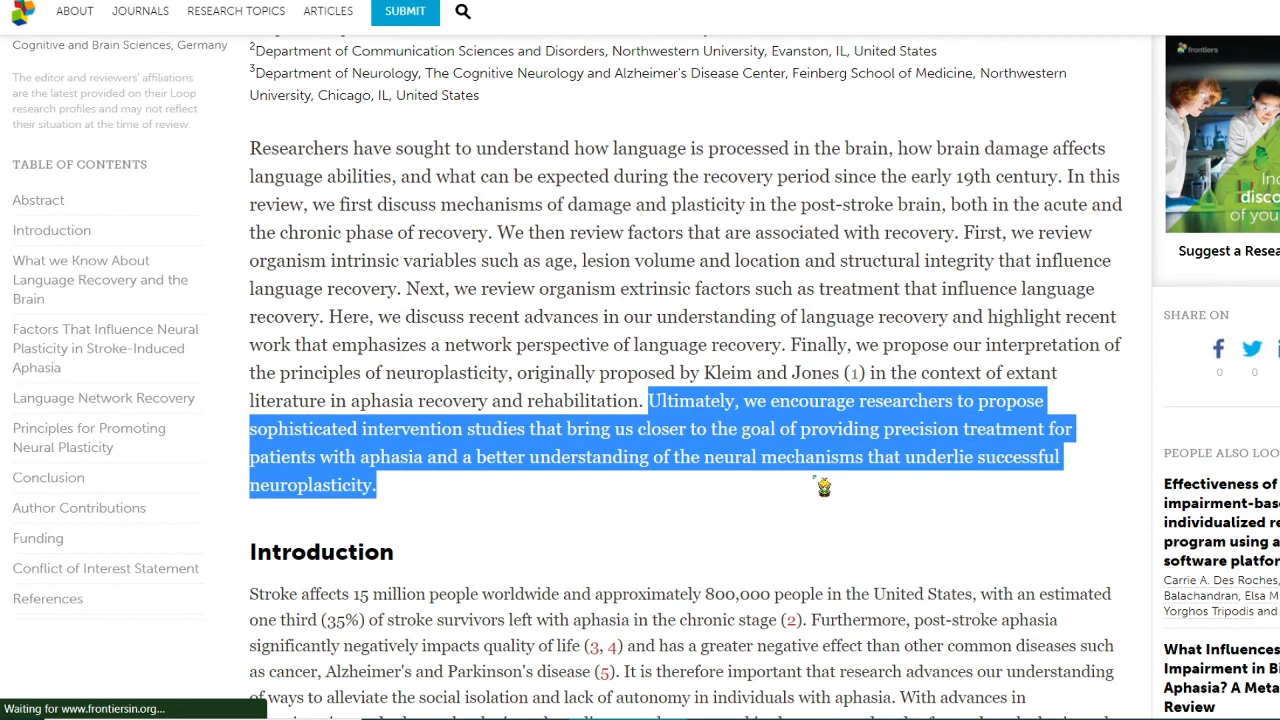 ABOUT JOURNALS RESEARCH TOPICS ARTICLES SUBMIT
Cognitive and Brain Sciences, Germany
The editor and reviewers' affiliations
are the latest provided on their Loop
research profiles and may not reflect
their situation at the time of review.
TABLE OF CONTENTS
Abstract
Introduction
What we Know About
Language Recovery and the
Brain
Factors That Influence Neural
Plasticity in Stroke-Induced
Aphasia
Language Network Recovery
Principles for Promoting
Neural Plasticity
Conclusion
Author Contributions
Funding
Conflict of Interest Statement
References
2Department of Communication Sciences and Disorders, Northwestern University, Evanston, IL, United States
3Department of Neurology, The Cognitive Neurology and Alzheimer's Disease Center, Feinberg School of Medicine, Northwestern
University, Chicago, IL, United States
Researchers have sought to understand how language is processed in the brain, how brain damage affects
language abilities, and what can be expected during the recovery period since the early 19th century. In this
review, we first discuss mechanisms of damage and plasticity in the post-stroke brain, both in the acute and
the chronic phase of recovery. We then review factors that are associated with recovery. First, we review
organism intrinsic variables such as age, lesion volume and location and structural integrity that influence
language recovery. Next, we review organism extrinsic factors such as treatment that influence language
recovery. Here, we discuss recent advances in our understanding of language recovery and highlight recent
work that emphasizes a network perspective of language recovery. Finally, we propose our interpretation of
the principles of neuroplasticity, originally proposed by Kleim and Jones (1) in the context of extant
literature in aphasia recovery and rehabilitation. Ultimately, we encourage researchers to propose
sophisticated intervention studies that bring us closer to the goal of providing precision treatment for
patients with aphasia and a better understanding of the neural mechanisms that underlie successful
neuroplasticity.
Introduction
Stroke affects 15 million people worldwide and approximately 800,000 people in the United States, with an estimated
one third (35%) of stroke survivors left with aphasia in the chronic stage (2). Furthermore, post-stroke aphasia
significantly negatively impacts quality of life (3, 4) and has a greater negative effect than other common diseases such
as cancer, Alzheimer's and Parkinson's disease (5). It is therefore important that research advances our understanding
of ways to alleviate the social isolation and lack of autonomy in individuals with aphasia. With advances in
frontiers
disco
of you
Suggest a Resea
SHARE ON
0 0
PEOPLE ALSO LOO
Effectiveness of
impairment-bas
individualized re
program using a
software platfor
Carrie A. Des Roches,
Balachandran, Elsa M
Yorghos Tripodis and
What Influences
Impairment in Bi
Aphasia? A Meta
Review
Waiting for www.frontiersin.org...